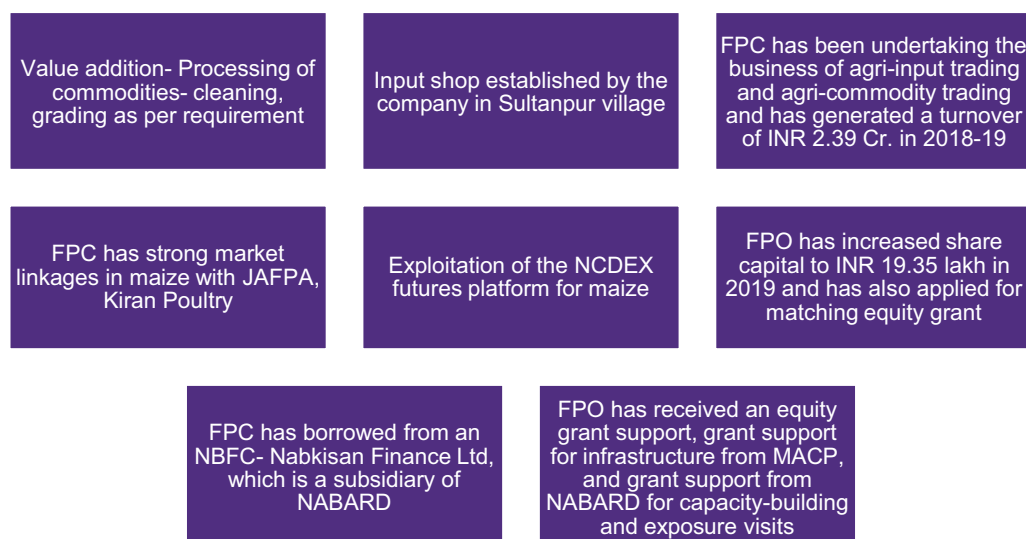 Value addition- Processing of
commodities- cleaning,
grading as per requirement
Input shop established by the
company in Sultanpur village
FPC has been undertaking the
business of agri-input trading
and agri-commodity trading
and has generated a turnover
of INR 2.39 Cr. in 2018-19
FPC has strong market
linkages in maize with JAFPA,
Kiran Poultry
Exploitation of the NCDEX
futures platform for maize
FPO has increased share
capital to INR 19.35 lakh in
2019 and has also applied for
matching equity grant
FPC has borrowed from an
NBFC- Nabkisan Finance Ltd,
which is a subsidiary of
NABARD
FPO has received an equity
grant support, grant support
for infrastructure from MACP,
and grant support from
NABARD for capacity-building
and exposure visits